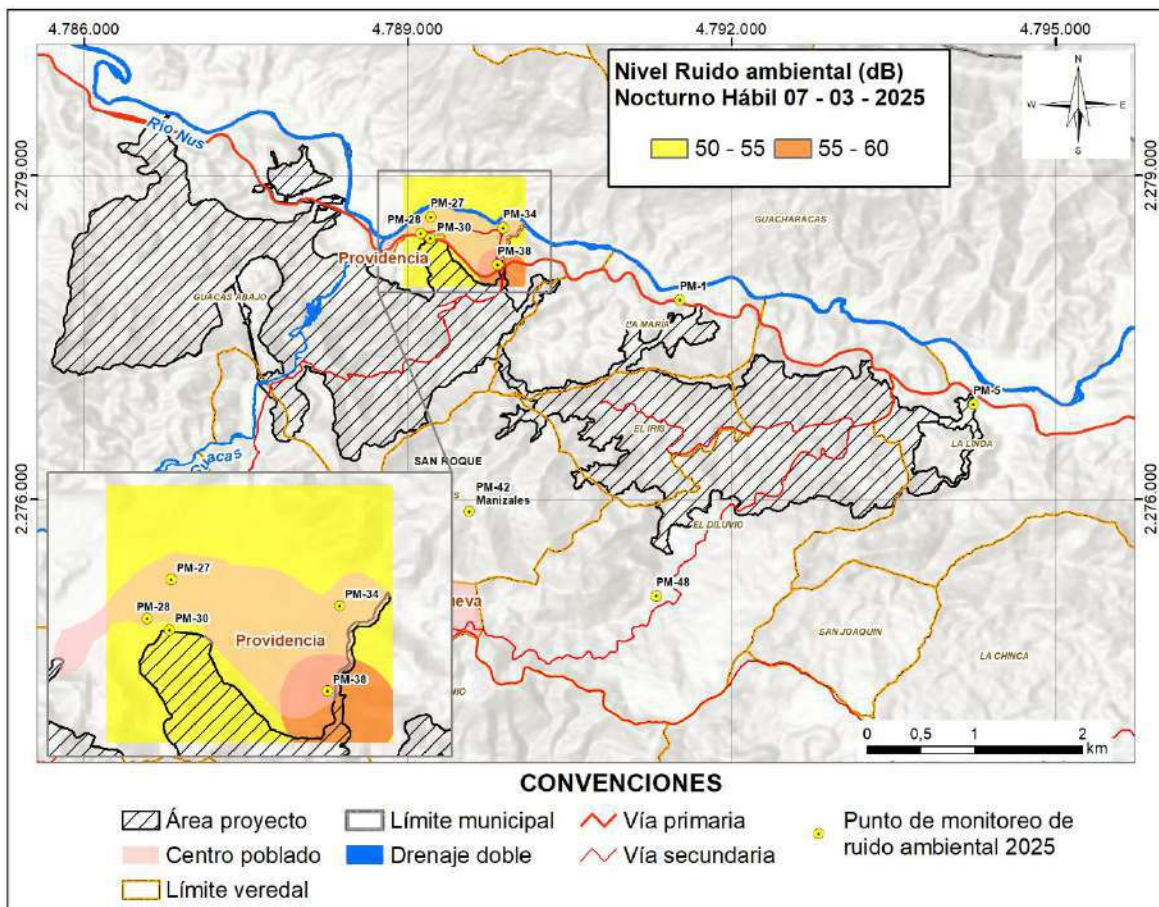 4.786.000
4.789.000
4.792.000
4.795.000
Nivel Ruido ambiental (dB)
Nocturno Hábil 07 - 03 - 2025
50 - 55
55 - 60
N
W
E
S
2.279.000
2.279.000
Río Nus
PM-27
PM-34
PM-28
PM-30
PM-38
Providencia
GUACHARACAS
GUACAS ABAJO
PM-1
LA MARÍA
PM-5
EL IRIS
LA LINDA
Guacas
SAN ROQUE
2.276.000
2.276.000
PM-42
Manizales
EL DILUVIO
PM-48
SAN JOAQUIN
LA CHINCA
PM-27
PM-34
PM-28
PM-30
Providencia
PM-38
0
0,5
1
2
km
CONVENCIONES
Área proyecto
Límite municipal
Vía primaria
Punto de monitoreo de
ruido ambiental 2025
Centro poblado
Drenaje doble
Vía secundaria
Límite veredal